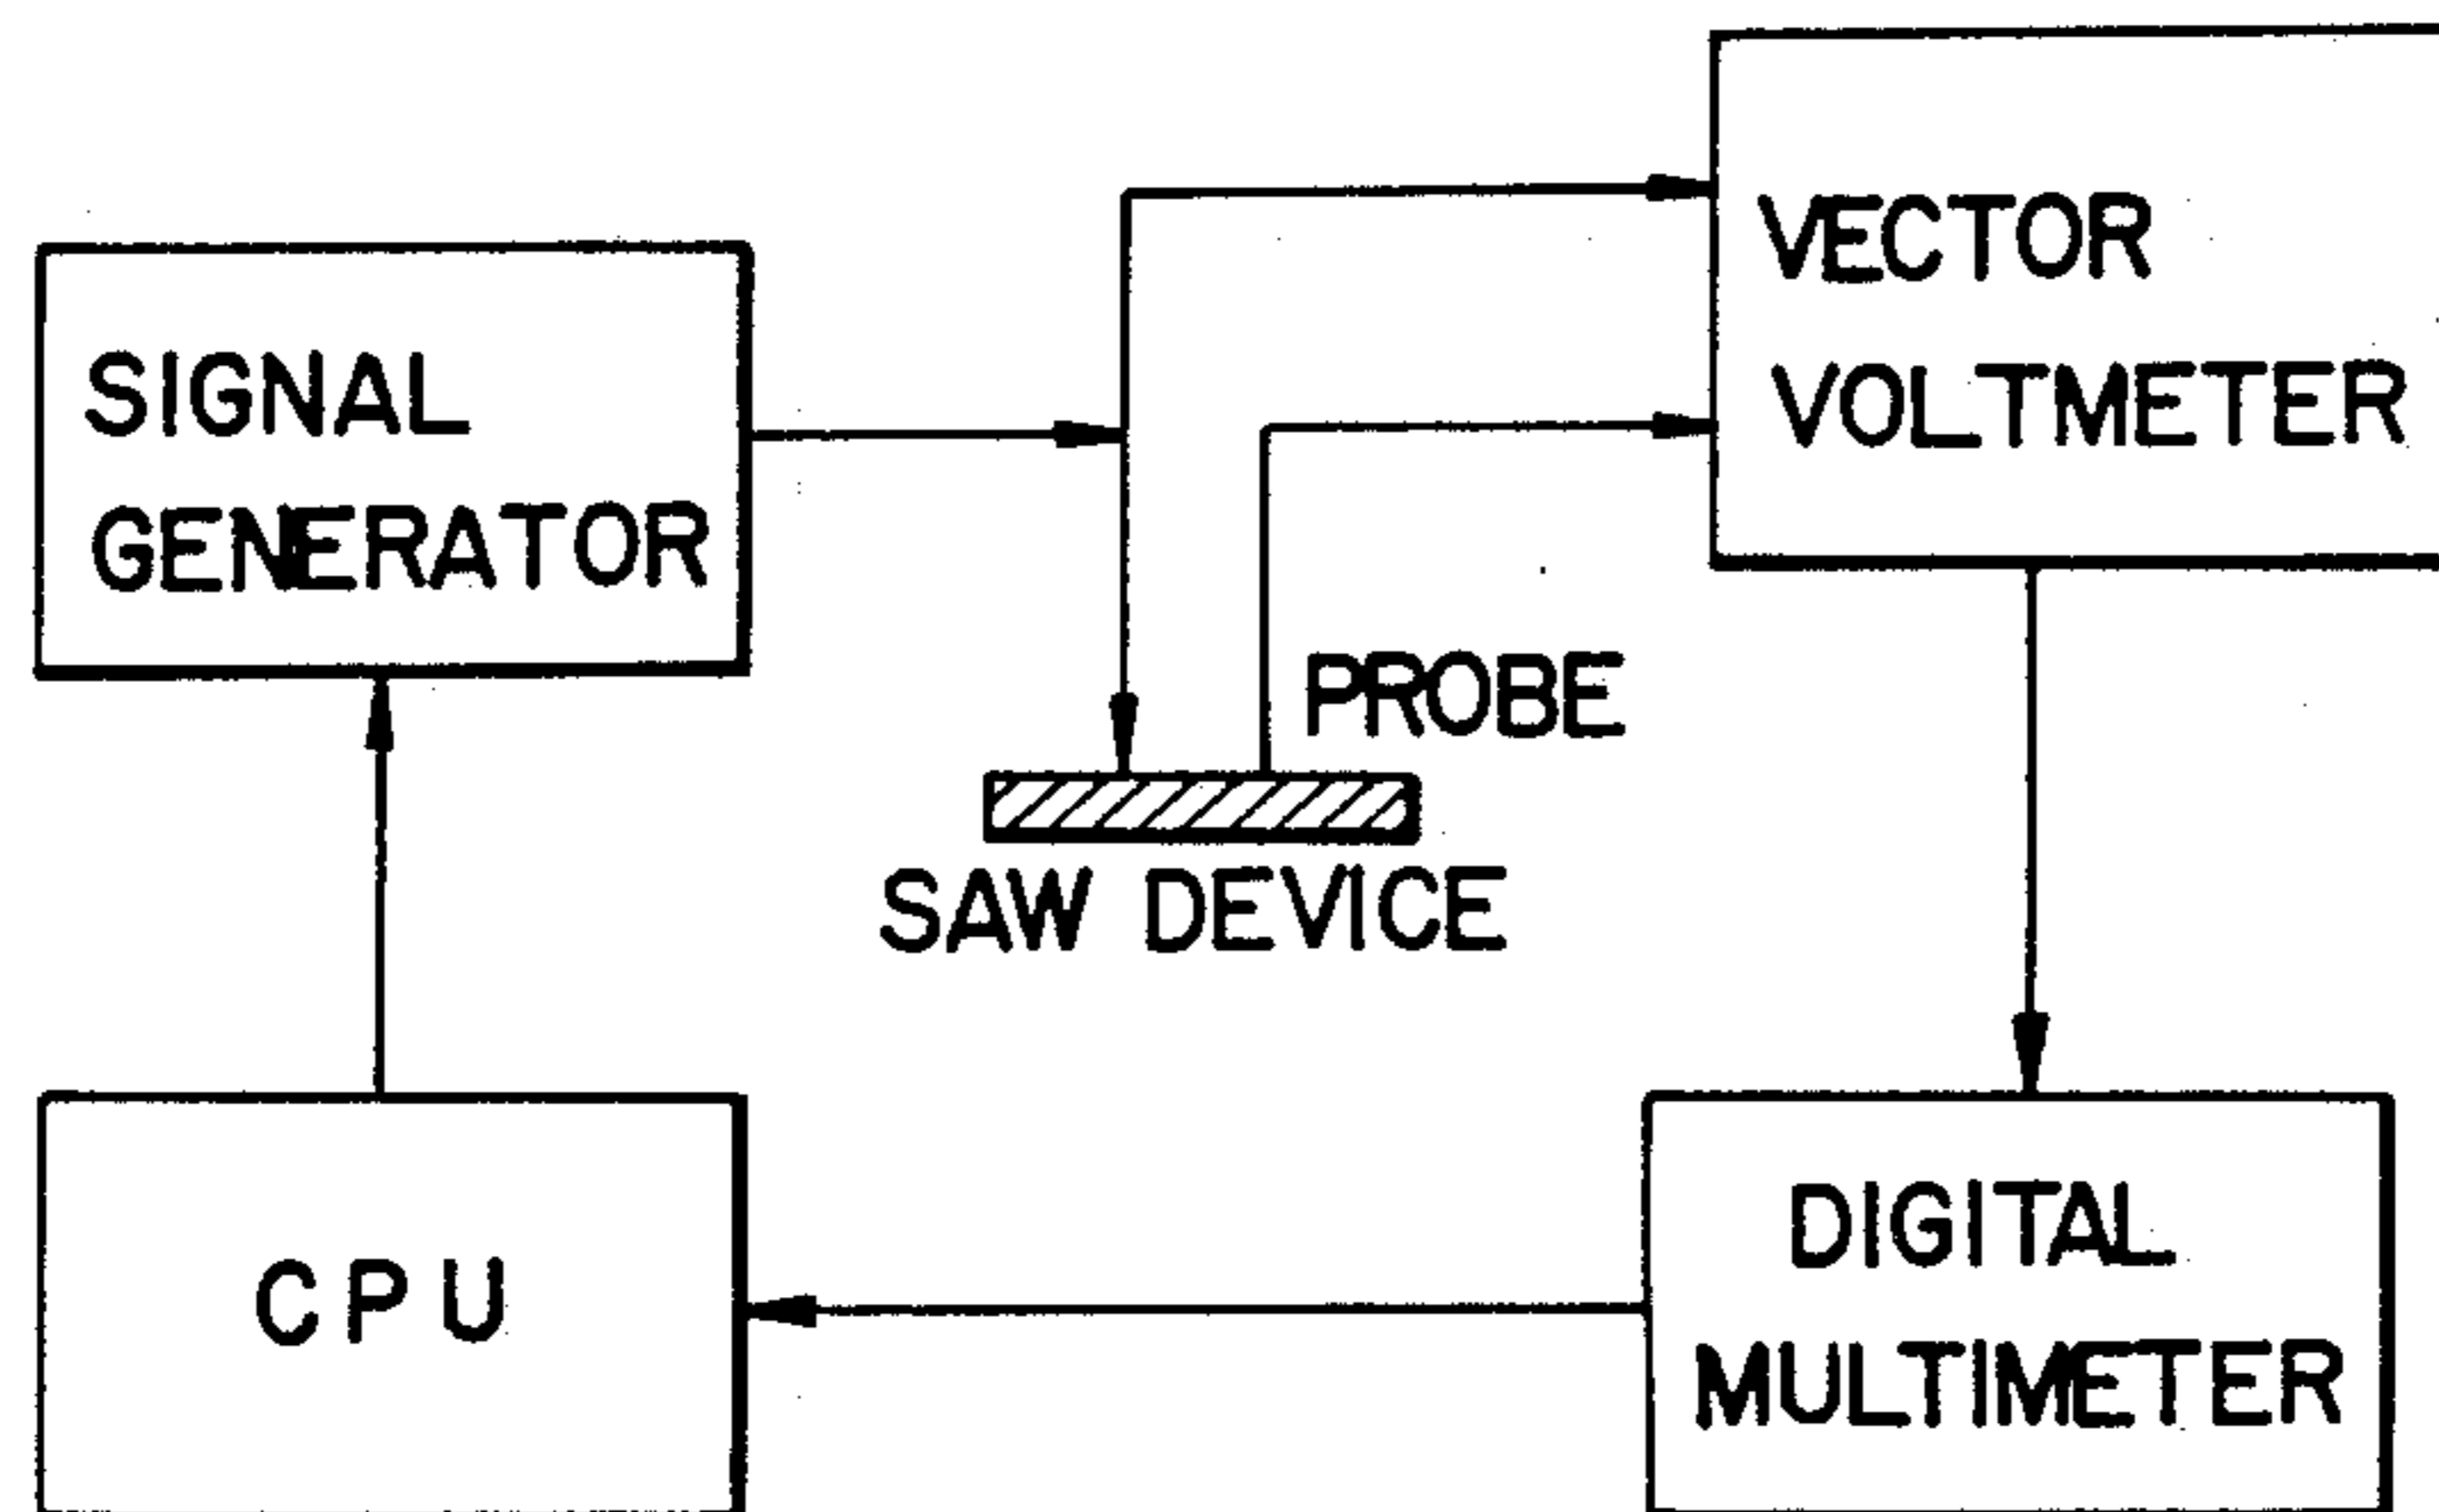 VECTOR
VOLTMETER
SIGNAL
GENERATOR
PROBE
SAW DEVICE
CPU
DIGITAL
MULTIMETER